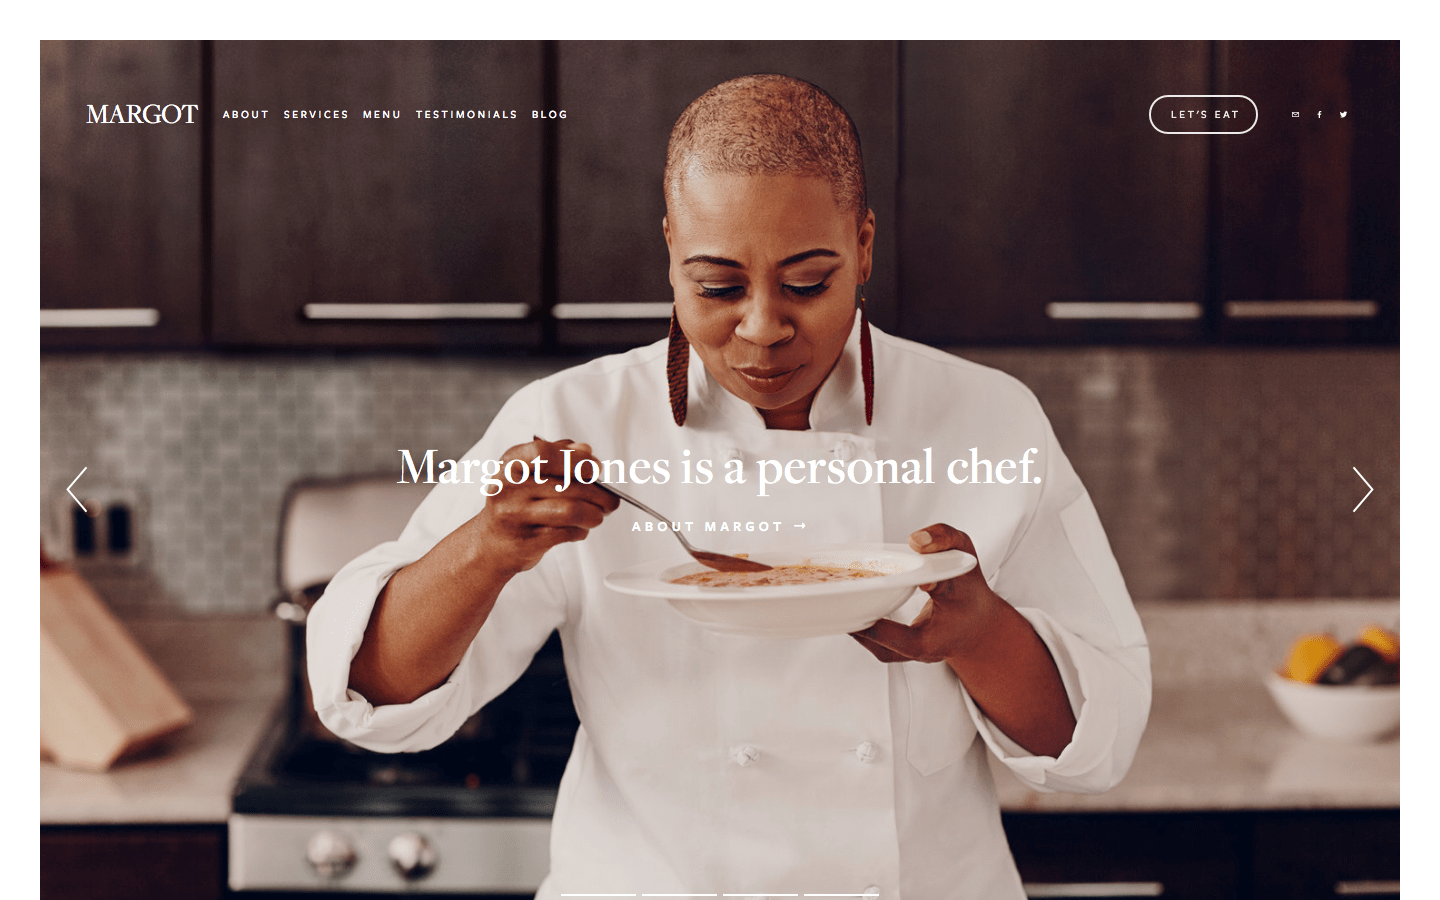 MARGOT
ABOUT SERVICES MENU TESTIMONIALS BLOG
LET'S EAT
Margot Jones is a personal chef.
ABOUT MARGOT →